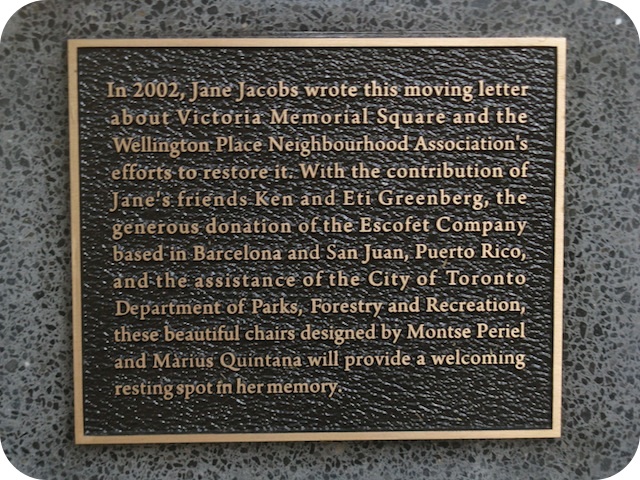 In 2002, Jane Jacobs wrote this moving letter
about Victoria Memorial Square and the
Wellington Place Neighbourhood Association's
efforts to restore it. With the contribution of
Jane's friends Ken and Eti Greenberg, the
generous donation of the Escofet Company
based in Barcelona and San Juan, Puerto Rico,
and the assistance of the City of Toronto
Department of Parks, Forestry and Recreation,
these beautiful chairs designed by Montse Periel
and Marius Quintana will provide a welcoming
resting spot in her memory.